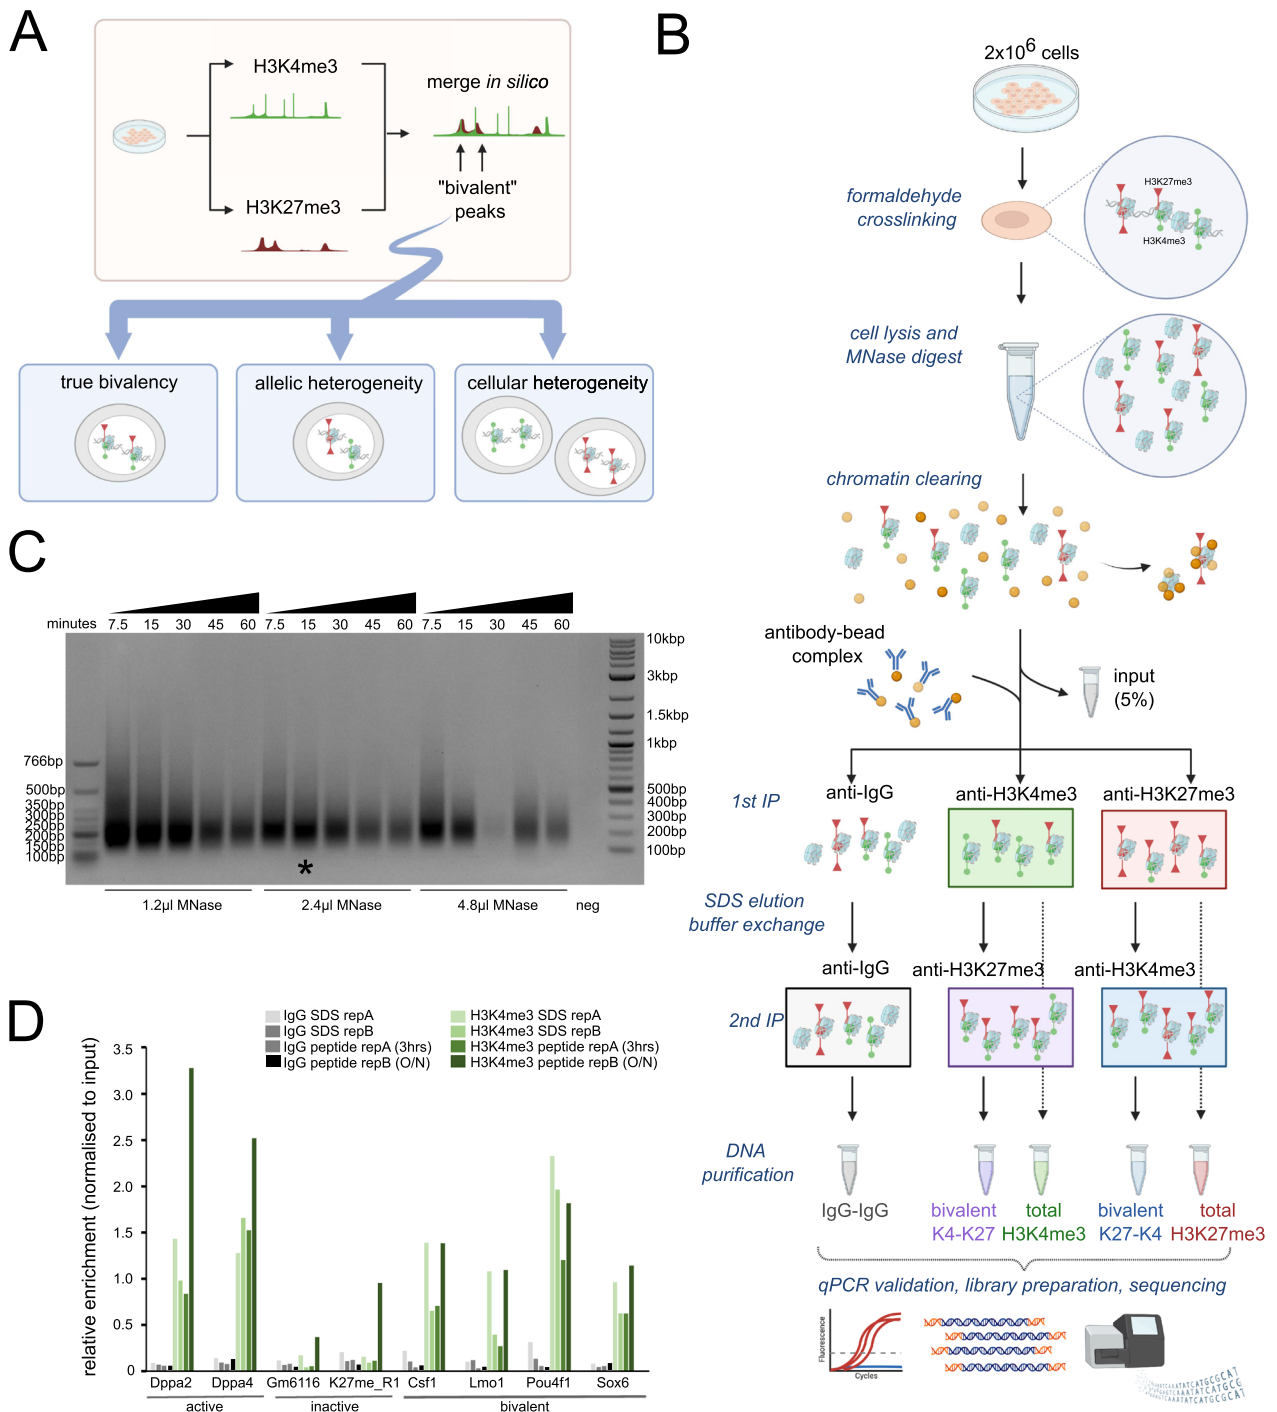 A
H3K4me3
merge in silico
"bivalent"
peaks
H3K27me3
true bivalency
allelic heterogeneity
cellular heterogeneity
B
2x10⁶ cells
formaldehyde
crosslinking
H3K27me3
H3K4me3
cell lysis and
MNase digest
chromatin clearing
antibody-bead
complex
input
(5%)
1st IP
anti-IgG
anti-H3K4me3
anti-H3K27me3
SDS elution
buffer exchange
anti-IgG
anti-H3K27me3
anti-H3K4me3
2nd IP
DNA
purification
IgG-IgG
bivalent
K4-K27
total
H3K4me3
bivalent
K27-K4
total
H3K27me3
qPCR validation, library preparation, sequencing
Fluorescence
Cycles
C
minutes 7.5 15 30 45 60 7.5 15 30 45 60 7.5 15 30 45 60
766bp
500bp
350bp
300bp
250bp
200bp
150bp
100bp
10kbp
3kbp
1.5kbp
1kbp
500bp
400bp
300bp
200bp
100bp
*
1.2µl MNase
2.4µl MNase
4.8µl MNase
neg
D
IgG SDS repA
IgG SDS repB
IgG peptide repA (3hrs)
IgG peptide repB (O/N)
H3K4me3 SDS repA
H3K4me3 SDS repB
H3K4me3 peptide repA (3hrs)
H3K4me3 peptide repB (O/N)
relative enrichment (normalised to input)
3.5
3.0
2.5
2.0
1.5
1.0
0.5
0
Dppa2 Dppa4 Gm6116 K27me_R1 Csf1 Lmo1 Pou4f1 Sox6
active inactive bivalent